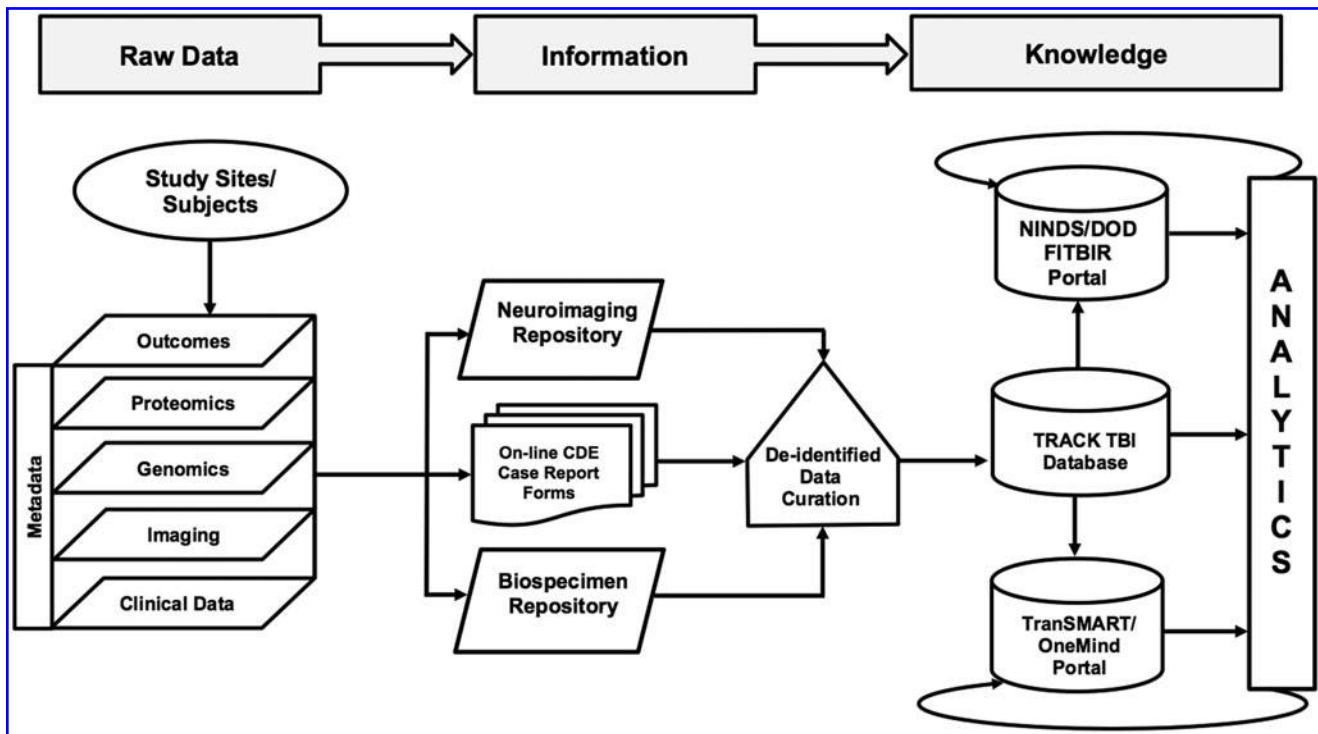 Raw Data
Information
Knowledge
Study Sites/
Subjects
Metadata
Outcomes
Proteomics
Genomics
Imaging
Clinical Data
Neuroimaging
Repository
On-line CDE
Case Report
Forms
Biospecimen
Repository
De-identified
Data
Curation
NINDS/DOD
FITBIR
Portal
TRACK TBI
Database
TranSMART/
OneMind
Portal
ANALYTICS